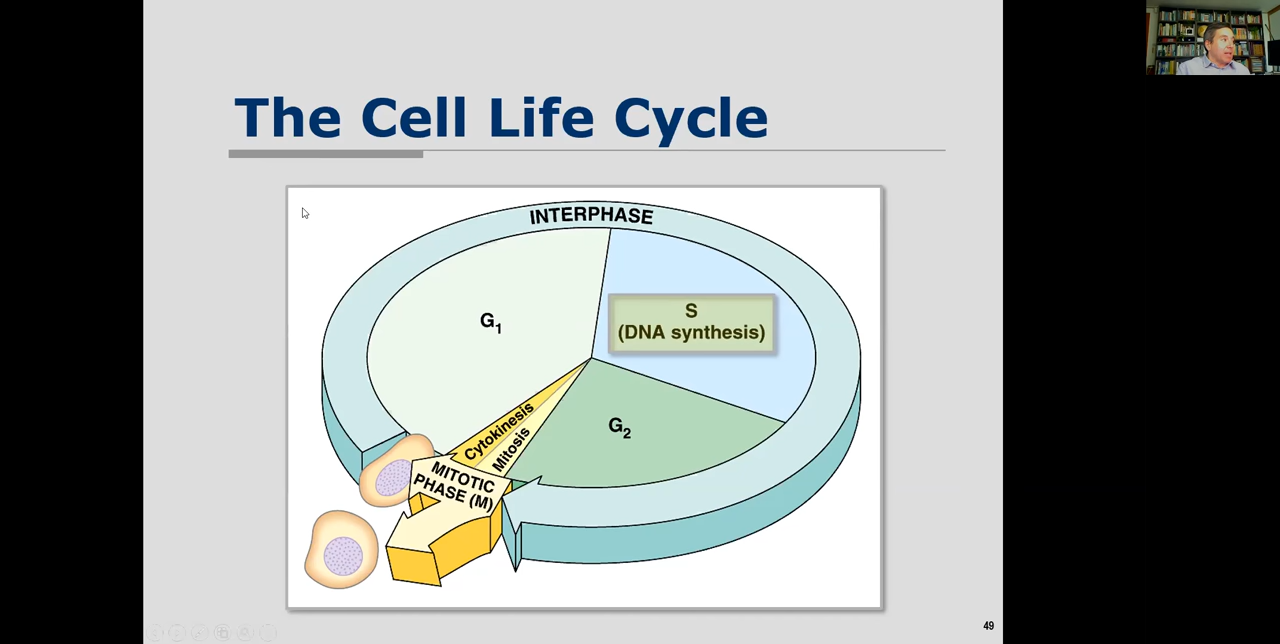 The Cell Life Cycle
INTERPHASE
G₁
S
(DNA synthesis)
G₂
Cytokinesis
Mitosis
MITOTIC
PHASE (M)
49